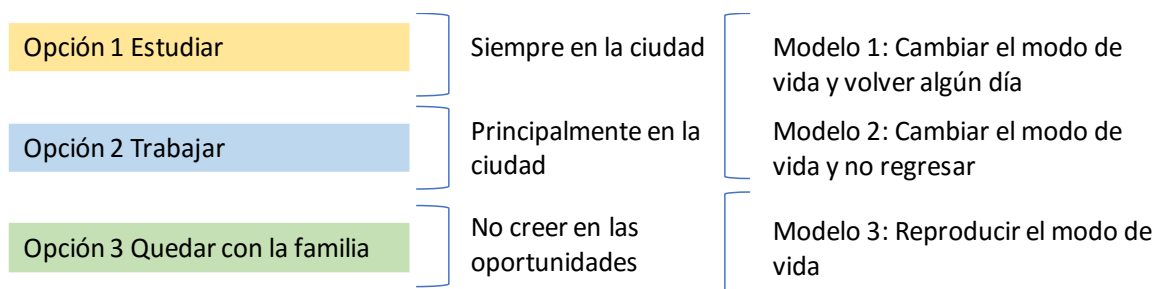 Opción 1 Estudiar
Siempre en la ciudad
Modelo 1: Cambiar el modo de
vida y volver algún día
Opción 2 Trabajar
Principalmente en la
ciudad
Modelo 2: Cambiar el modo de
vida y no regresar
Opción 3 Quedar con la familia
No creer en las
oportunidades
Modelo 3: Reproducir el modo de
vida